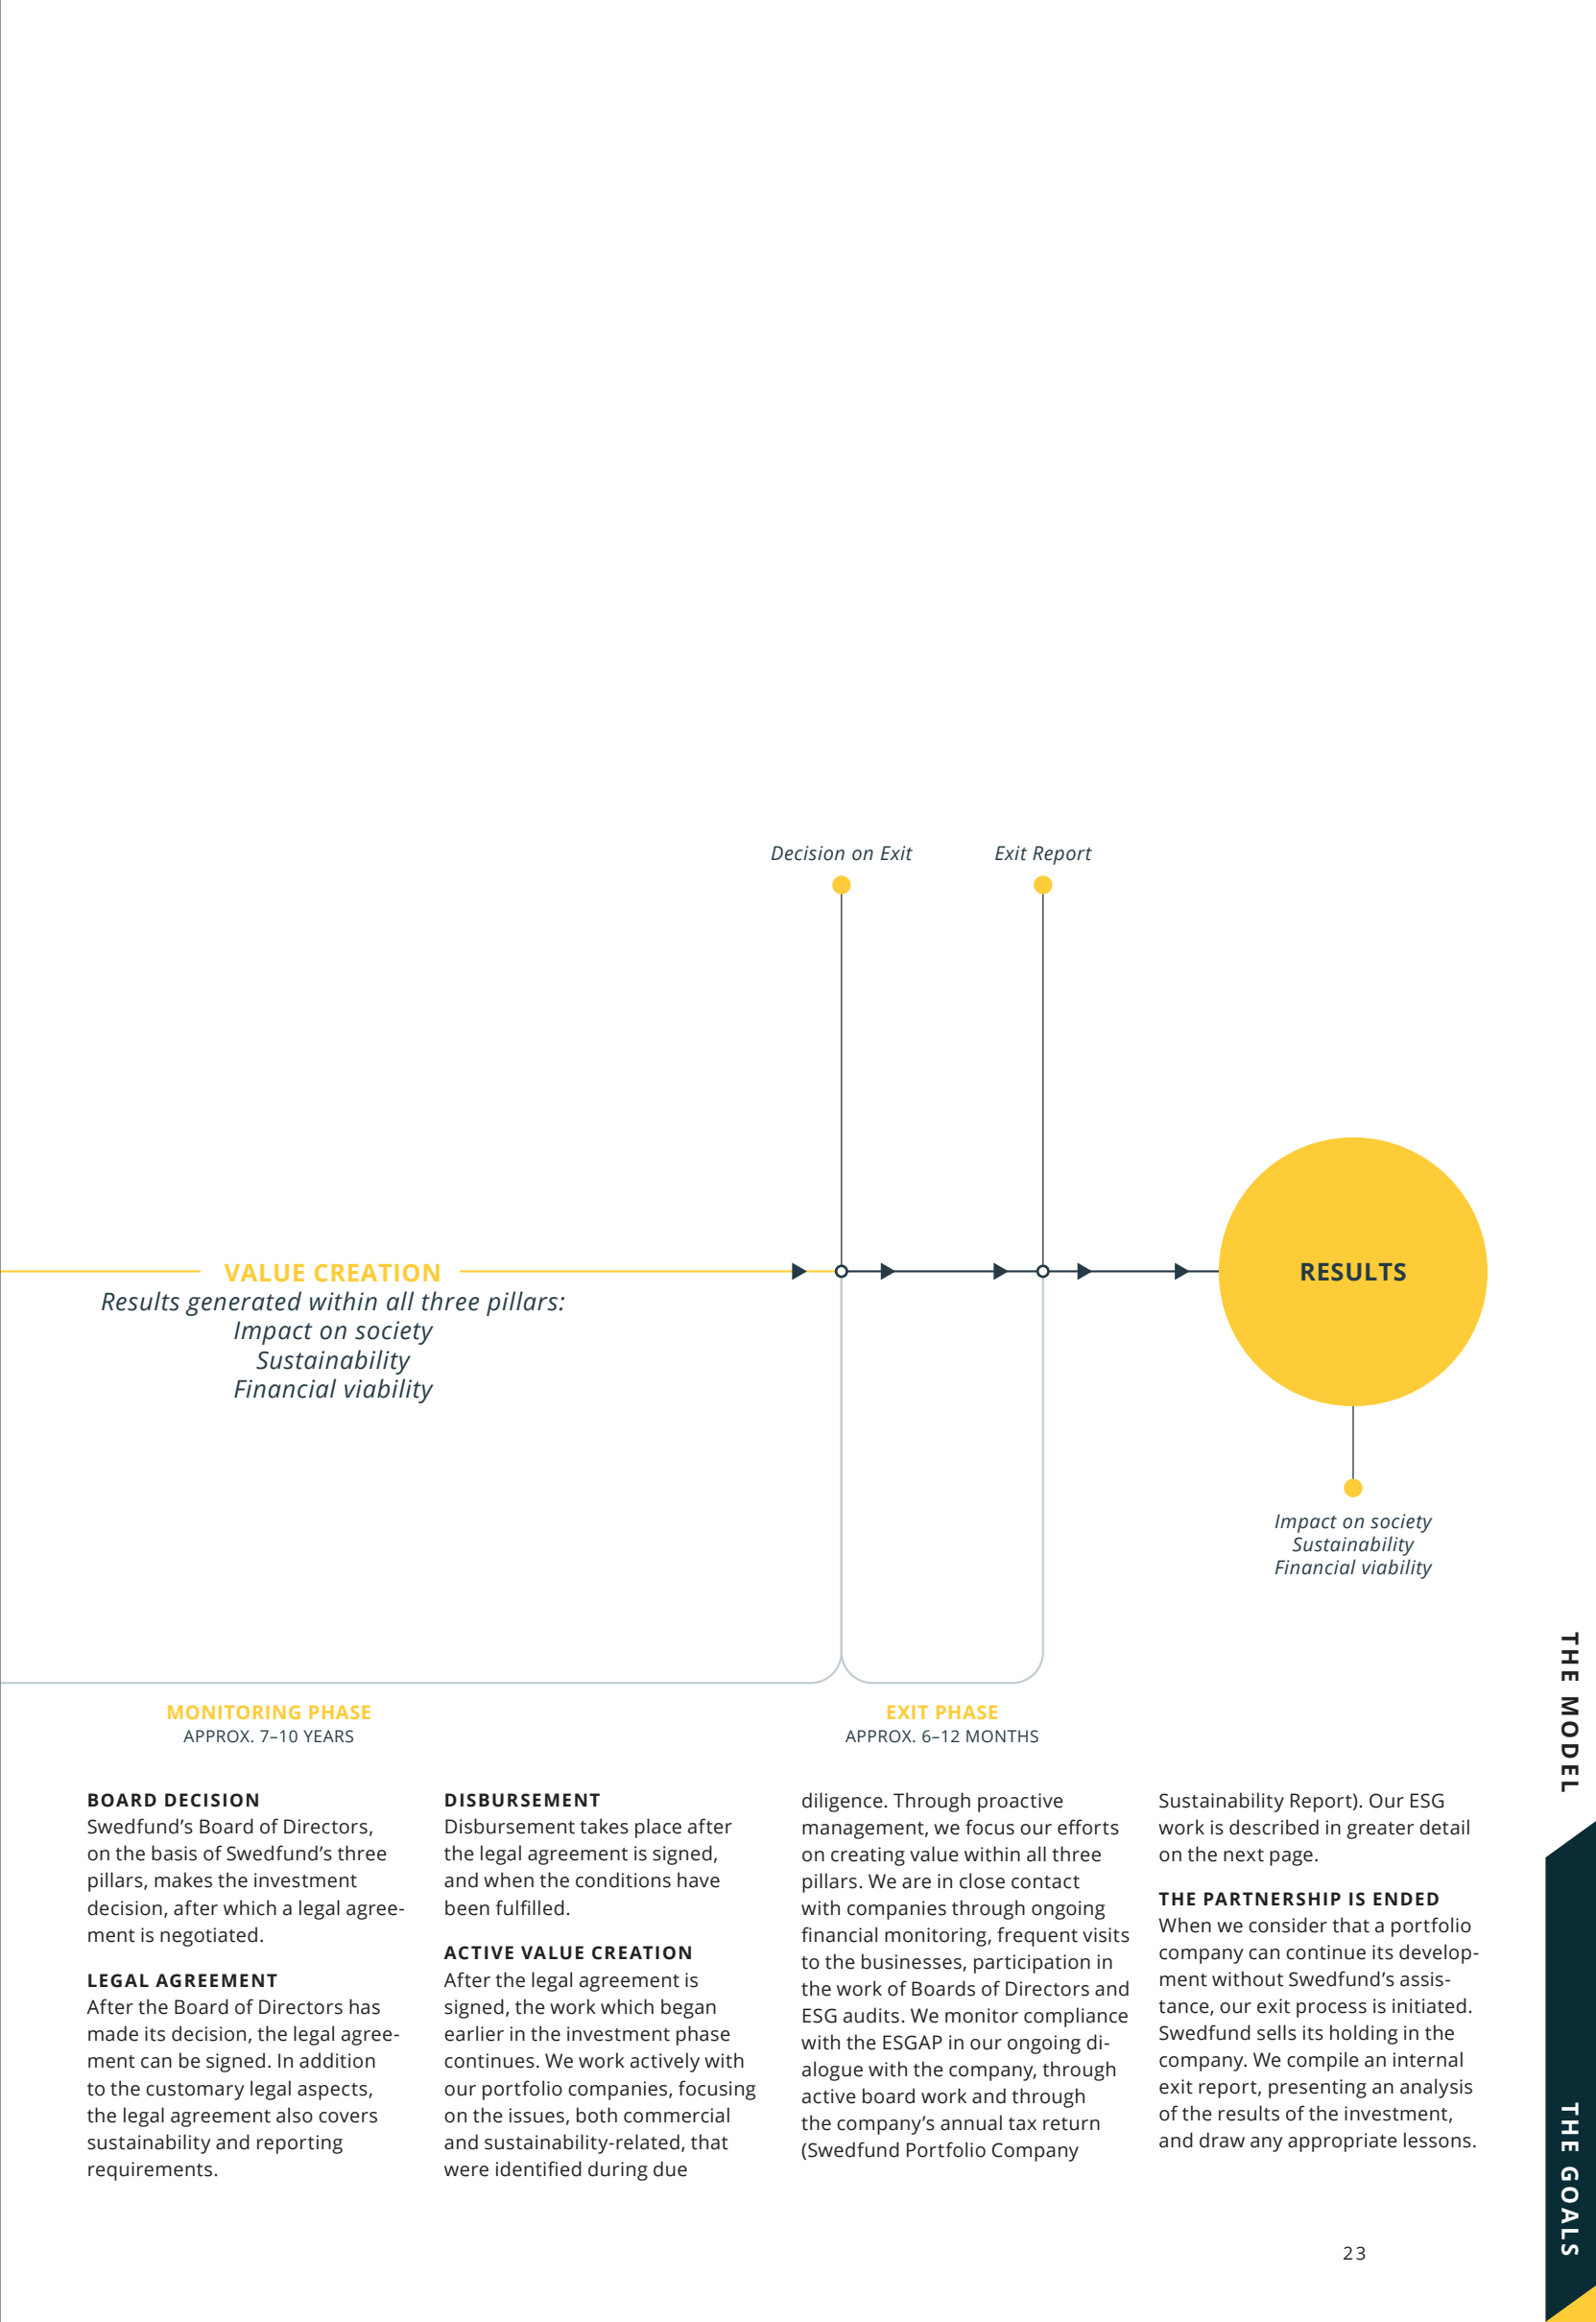 Decision on Exit
Exit Report
VALUE CREATION
Results generated within all three pillars:
Impact on society
Sustainability
Financial viability
RESULTS
Impact on society
Sustainability
Financial viability
MONITORING PHASE
APPROX. 7–10 YEARS
EXIT PHASE
APPROX. 6–12 MONTHS
BOARD DECISION
Swedfund’s Board of Directors,
on the basis of Swedfund’s three
pillars, makes the investment
decision, after which a legal agree-
ment is negotiated.
LEGAL AGREEMENT
After the Board of Directors has
made its decision, the legal agree-
ment can be signed. In addition
to the customary legal aspects,
the legal agreement also covers
sustainability and reporting
requirements.
DISBURSEMENT
Disbursement takes place after
the legal agreement is signed,
and when the conditions have
been fulfilled.
ACTIVE VALUE CREATION
After the legal agreement is
signed, the work which began
earlier in the investment phase
continues. We work actively with
our portfolio companies, focusing
on the issues, both commercial
and sustainability-related, that
were identified during due
diligence. Through proactive
management, we focus our efforts
on creating value within all three
pillars. We are in close contact
with companies through ongoing
financial monitoring, frequent visits
to the businesses, participation in
the work of Boards of Directors and
ESG audits. We monitor compliance
with the ESGAP in our ongoing di-
alogue with the company, through
active board work and through
the company’s annual tax return
(Swedfund Portfolio Company
Sustainability Report). Our ESG
work is described in greater detail
on the next page.
THE PARTNERSHIP IS ENDED
When we consider that a portfolio
company can continue its develop-
ment without Swedfund’s assis-
tance, our exit process is initiated.
Swedfund sells its holding in the
company. We compile an internal
exit report, presenting an analysis
of the results of the investment,
and draw any appropriate lessons.
THE MODEL
THE GOALS
23